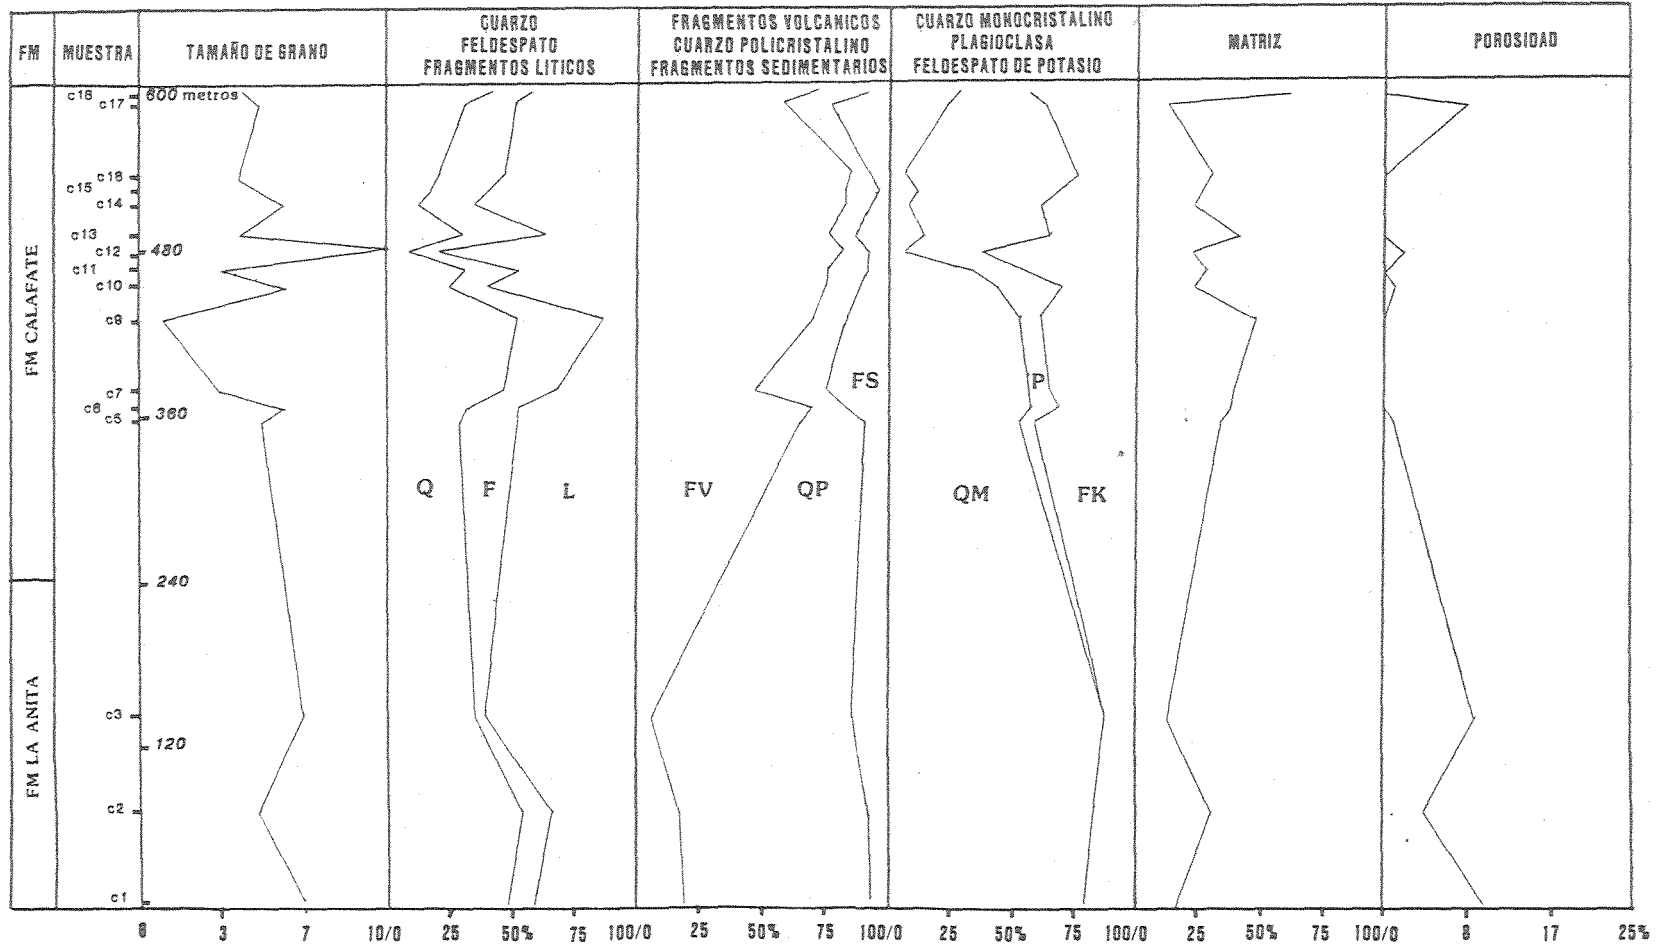 FM
MUESTRA
TAMAÑO DE GRANO
CUARZO
FELDESPATO
FRAGMENTOS LITICOS
FRAGMENTOS VOLCANICOS
CUARZO POLICRISTALINO
FRAGMENTOS SEDIMENTARIOS
CUARZO MONOCRISTALINO
PLAGIOCLASA
FELDESPATO DE POTASIO
MATRIZ
POROSIDAD
FM CALAFATE
FM LA ANITA
c18
c17
c16
c15
c14
c13
c12
c11
c10
c9
c7
c6
c5
c3
c2
c1
600 metros
480
360
240
120
Q F L
FV QP FS
QM P FK
0 3 7 10/0 25 50% 75 100/0 25 50% 75 100/0 25 50% 75 100/0 25 50% 75 100/0 8 17 25%